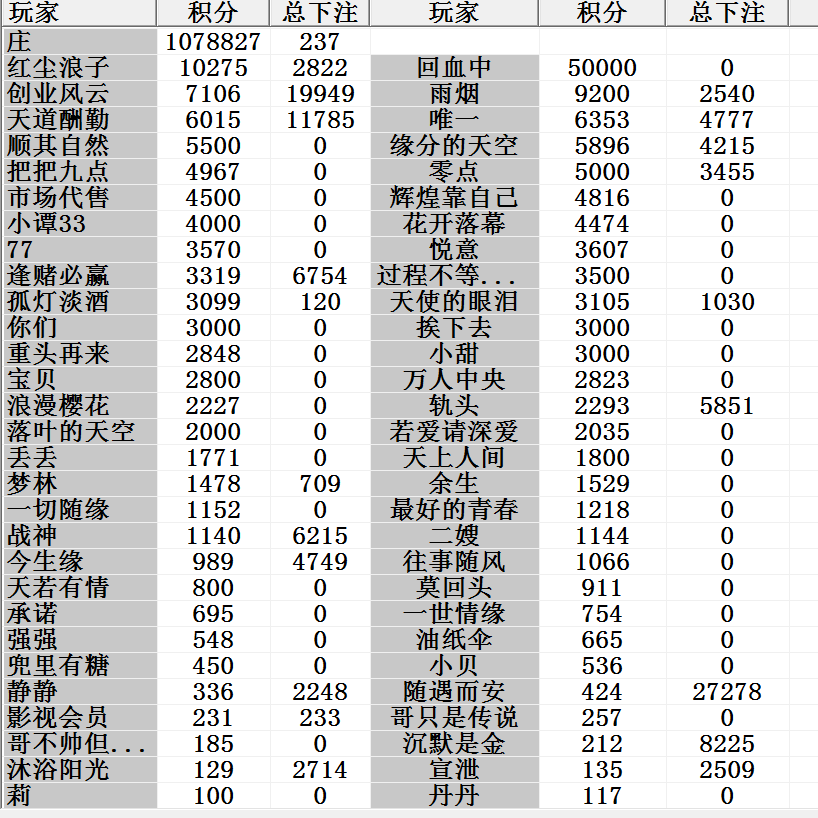 玩家 积分 总下注 玩家 积分 总下注
庄 1078827 237
红尘浪子 10275 2822 回血中 50000 0
创业风云 7106 19949 雨烟 9200 2540
天道酬勤 6015 11785 唯一 6353 4777
顺其自然 5500 0 缘分的天空 5896 4215
把把九点 4967 0 零点 5000 3455
市场代售 4500 0 辉煌靠自己 4816 0
小谭33 4000 0 花开落幕 4474 0
77 3570 0 悦意 3607 0
逢赌必赢 3319 6754 过程不等... 3500 0
孤灯淡酒 3099 120 天使的眼泪 3105 1030
你们 3000 0 挨下去 3000 0
重头再来 2848 0 小甜 3000 0
宝贝 2800 0 万人中央 2823 0
浪漫樱花 2227 0 轨头 2293 5851
落叶的天空 2000 0 若爱请深爱 2035 0
丢丢 1771 0 天上人间 1800 0
梦林 1478 709 余生 1529 0
一切随缘 1152 0 最好的青春 1218 0
战神 1140 6215 二嫂 1144 0
今生缘 989 4749 往事随风 1066 0
天若有情 800 0 莫回头 911 0
承诺 695 0 一世情缘 754 0
强强 548 0 油纸伞 665 0
兜里有糖 450 0 小贝 536 0
静静 336 2248 随遇而安 424 27278
影视会员 231 233 哥只是传说 257 0
哥不帅但... 185 0 沉默是金 212 8225
沐浴阳光 129 2714 宣泄 135 2509
莉 100 0 丹丹 117 0